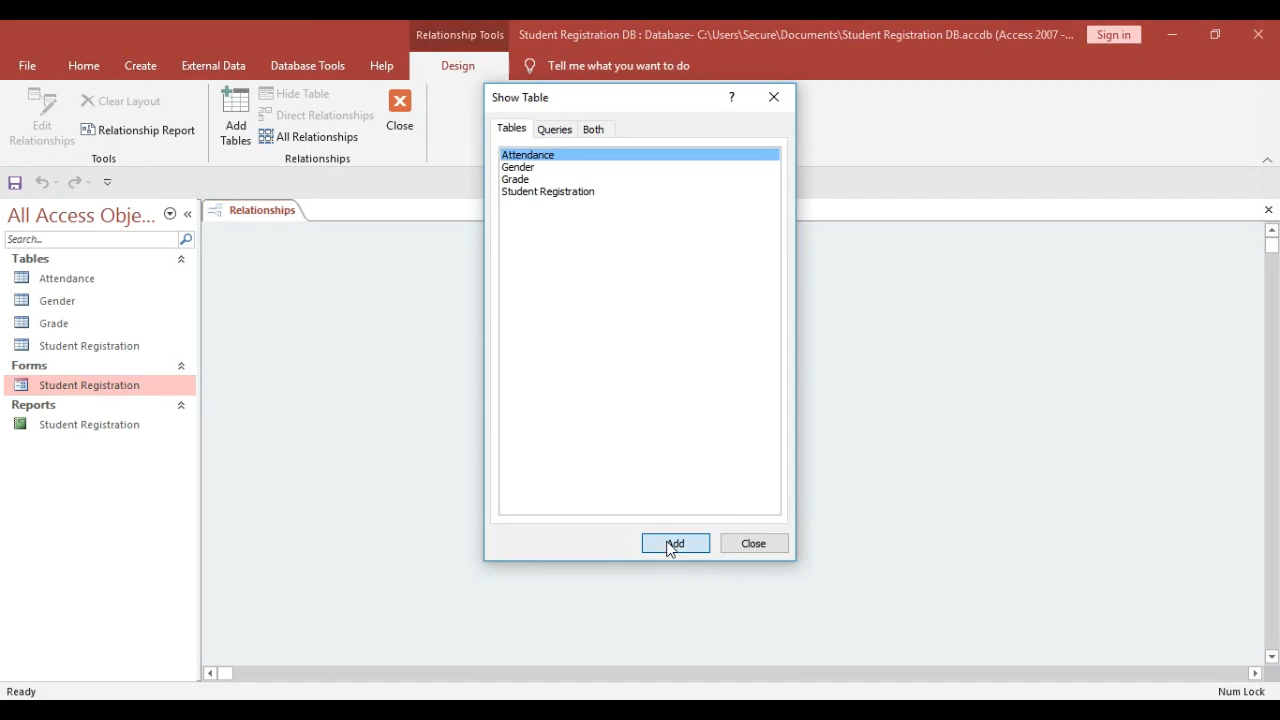 Relationship Tools Student Registration DB : Database- C:\Users\Secure\Documents\Student Registration DB.accdb (Access 2007 -... Sign in
File Home Create External Data Database Tools Help Design Tell me what you want to do
Edit Relationships
Clear Layout
Relationship Report
Tools
Add Tables
Hide Table
Direct Relationships
All Relationships
Close
Relationships
Show Table ?
Tables Queries Both
Attendance
Gender
Grade
Student Registration
Add Close
All Access Obje...
Search...
Tables
Attendance
Gender
Grade
Student Registration
Forms
Student Registration
Reports
Student Registration
Relationships
Ready Num Lock